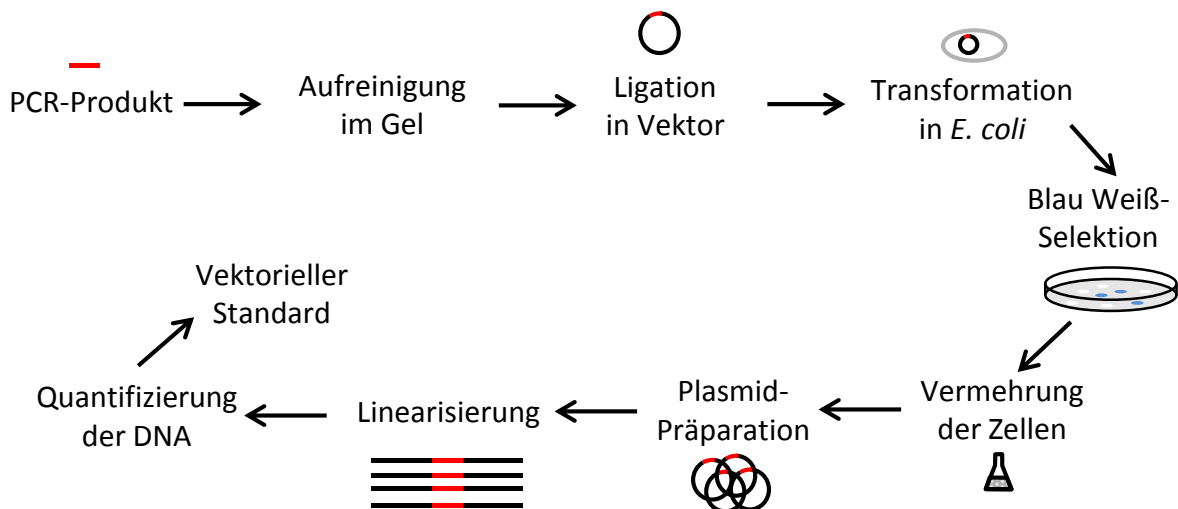 PCR-Produkt
Aufreinigung
im Gel
Ligation
in Vektor
Transformation
in E. coli
Blau Weiß-
Selektion
Vermehrung
der Zellen
Plasmid-
Präparation
Linearisierung
Quantifizierung
der DNA
Vektorieller
Standard